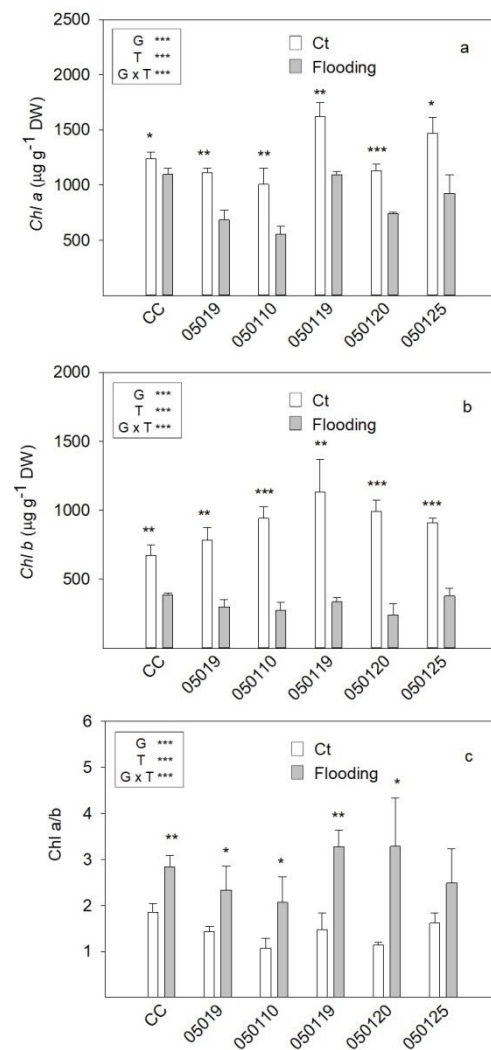 2500
G ***
T ***
G x T ***
Ct
Flooding
a
2000
1500
1000
500
Chl a (µg g⁻¹ DW)
* ** ** ** *** *
CC 05019 050110 050119 050120 050125
2000
G ***
T ***
G x T ***
Ct
Flooding
b
1500
1000
500
Chl b (µg g⁻¹ DW)
** ** *** ** *** ***
CC 05019 050110 050119 050120 050125
6
G ***
T ***
G x T ***
Ct
Flooding
c
5
4
3
2
1
Chl a/b
** * * ** *
CC 05019 050110 050119 050120 050125